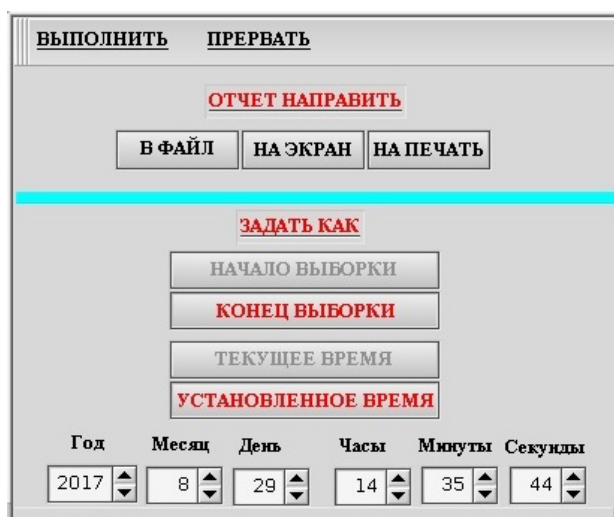 ВЫПОЛНИТЬ ПРЕРВАТЬ
ОТЧЕТ НАПРАВИТЬ
В ФАЙЛ НА ЭКРАН НА ПЕЧАТЬ
ЗАДАТЬ КАК
НАЧАЛО ВЫБОРКИ
КОНЕЦ ВЫБОРКИ
ТЕКУЩЕЕ ВРЕМЯ
УСТАНОВЛЕННОЕ ВРЕМЯ
Год Месяц День Часы Минуты Секунды
2017 8 29 14 35 44